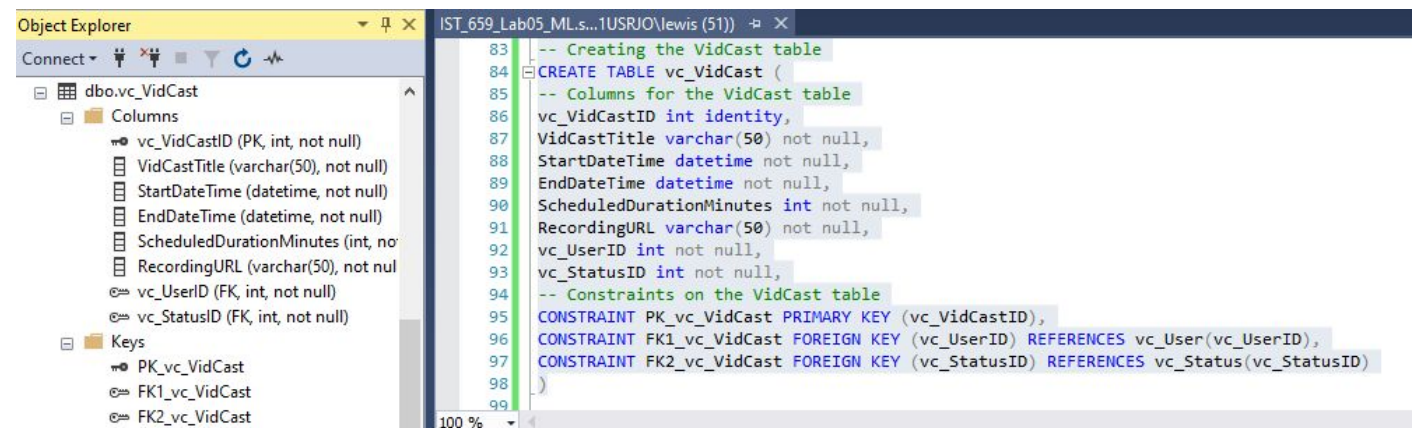 Object Explorer
Connect
dbo.vc_VidCast
Columns
vc_VidCastID (PK, int, not null)
VidCastTitle (varchar(50), not null)
StartDateTime (datetime, not null)
EndDateTime (datetime, not null)
ScheduledDurationMinutes (int, no
RecordingURL (varchar(50), not nul
vc_UserID (FK, int, not null)
vc_StatusID (FK, int, not null)
Keys
PK_vc_VidCast
FK1_vc_VidCast
FK2_vc_VidCast
IST_659_Lab05_ML.s...1USRJO\lewis (51))
83 -- Creating the VidCast table
84 CREATE TABLE vc_VidCast (
85 -- Columns for the VidCast table
86 vc_VidCastID int identity,
87 VidCastTitle varchar(50) not null,
88 StartDateTime datetime not null,
89 EndDateTime datetime not null,
90 ScheduledDurationMinutes int not null,
91 RecordingURL varchar(50) not null,
92 vc_UserID int not null,
93 vc_StatusID int not null,
94 -- Constraints on the VidCast table
95 CONSTRAINT PK_vc_VidCast PRIMARY KEY (vc_VidCastID),
96 CONSTRAINT FK1_vc_VidCast FOREIGN KEY (vc_UserID) REFERENCES vc_User(vc_UserID),
97 CONSTRAINT FK2_vc_VidCast FOREIGN KEY (vc_StatusID) REFERENCES vc_Status(vc_StatusID)
98 )
99
100 %